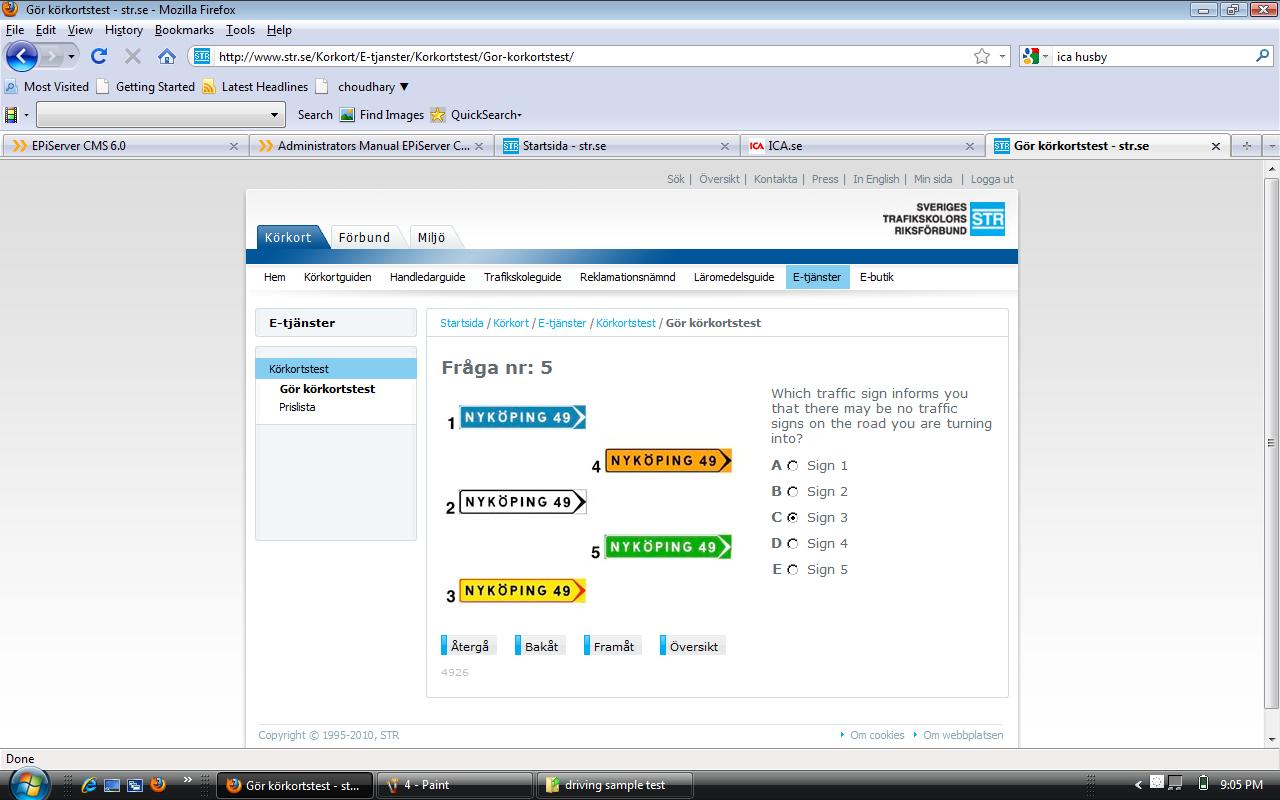 Gör körkortstest - str.se - Mozilla Firefox
File Edit View History Bookmarks Tools Help
http://www.str.se/Korkort/E-tjanster/Korkortstest/Gor-korkortstest/
ica husby
Most Visited Getting Started Latest Headlines choudhary
Search Find Images QuickSearch
EPiServer CMS 6.0
Administrators Manual EPiServer C...
STR Startsida - str.se
ICA ICA.se
STR Gör körkortstest - str.se
Sök | Översikt | Kontakta | Press | In English | Min sida | Logga ut
SVERIGES
TRAFIKSKOLORS STR
RIKSFÖRBUND
Körkort Förbund Miljö
Hem Körkortguiden Handledarguide Trafikskoleguide Reklamationsnämnd Läromedelsguide E-tjänster E-butik
E-tjänster
Körkortstest
Gör körkortstest
Prislista
Startsida / Körkort / E-tjänster / Körkortstest / Gör körkortstest
Fråga nr: 5
1 NYKÖPING 49
4 NYKÖPING 49
2 NYKÖPING 49
5 NYKÖPING 49
3 NYKÖPING 49
Which traffic sign informs you
that there may be no traffic
signs on the road you are turning
into?
A Sign 1
B Sign 2
C Sign 3
D Sign 4
E Sign 5
Återgå Bakåt Framåt Översikt
4926
Copyright © 1995-2010, STR
Om cookies Om webbplatsen
Done
Gör körkortstest - st...
4 - Paint
driving sample test
9:05 PM